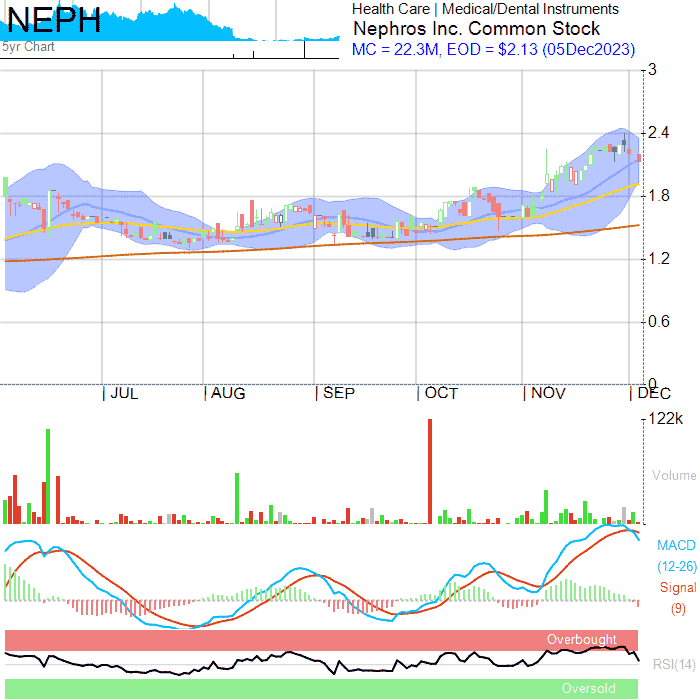 NEPH
5yr Chart
Health Care | Medical/Dental Instruments
Nephros Inc. Common Stock
MC = 22.3M, EOD = $2.13 (05Dec2023)
3
2.4
1.8
1.2
0.6
0
JUL AUG SEP OCT NOV DEC
122k
Volume
MACD
(12-26)
Signal
(9)
Overbought
RSI(14)
Oversold